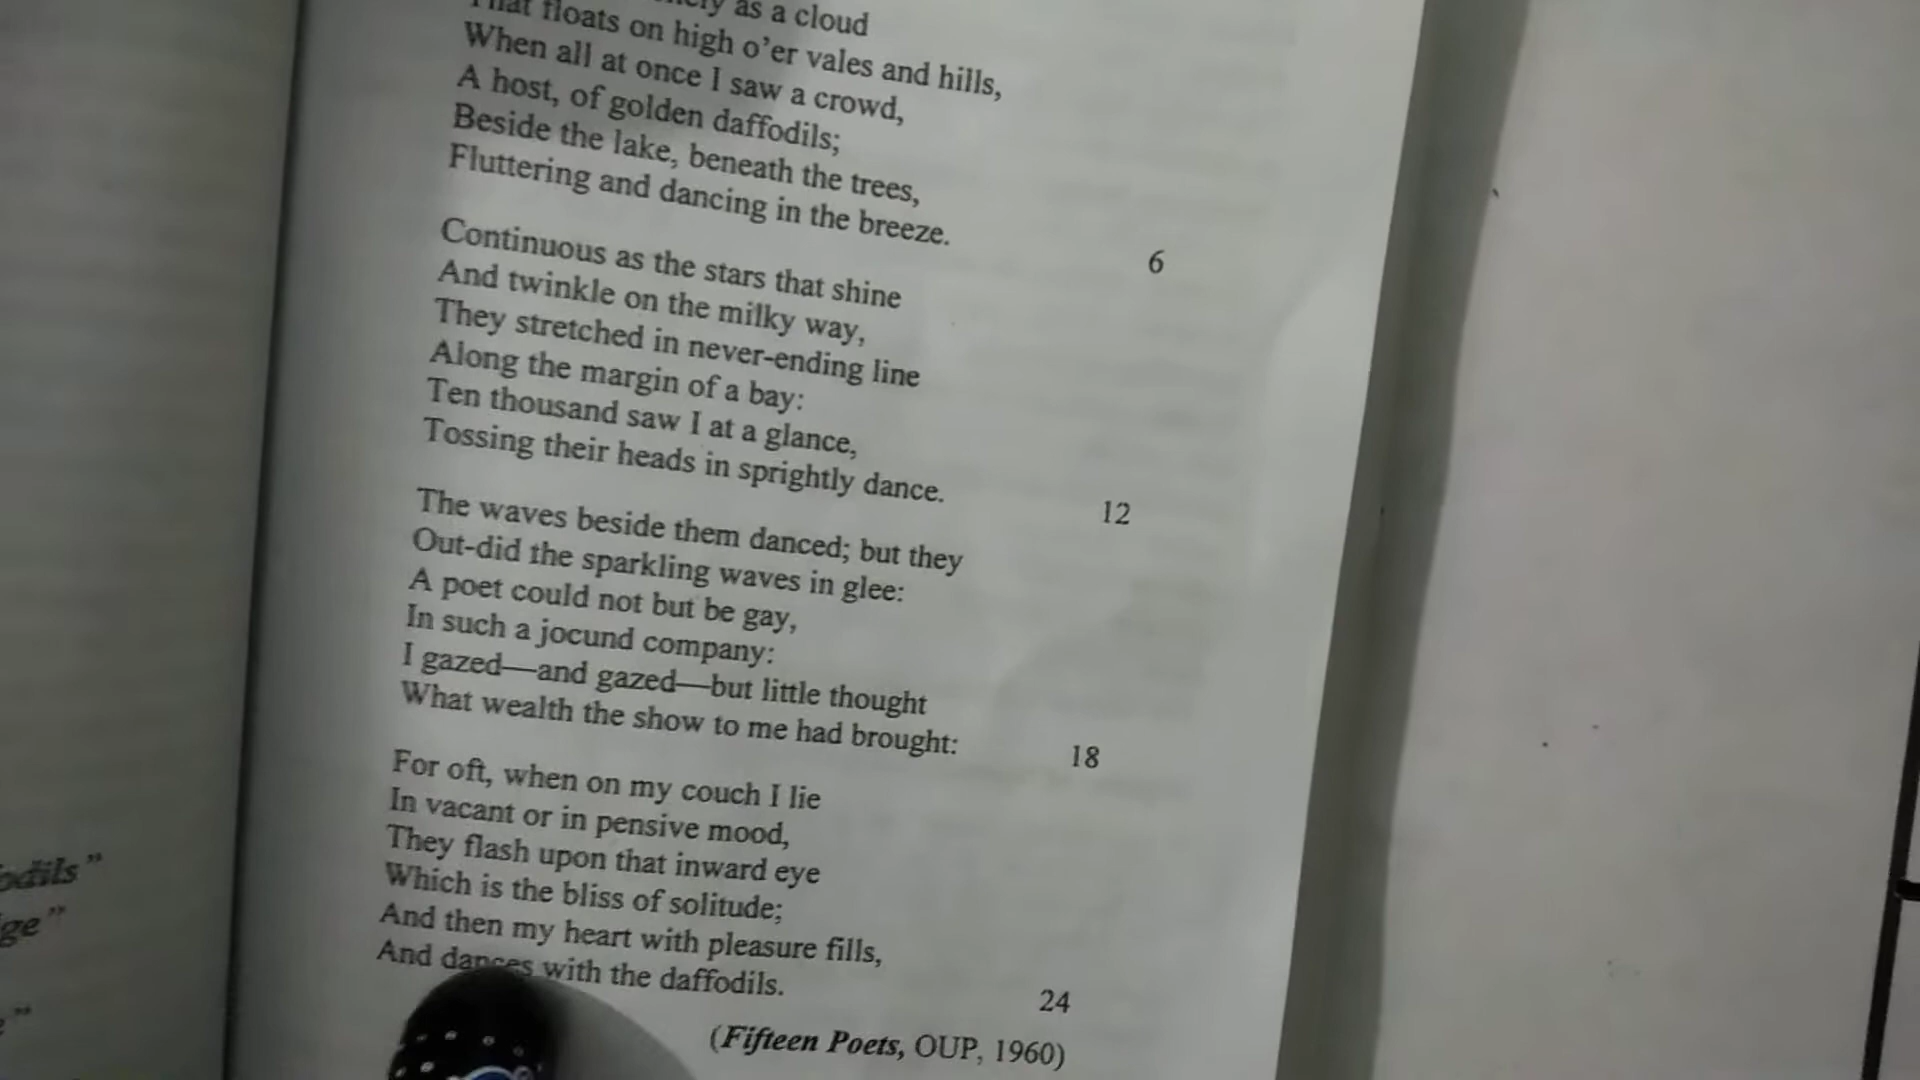 as a cloud
That floats on high o'er vales and hills,
When all at once I saw a crowd,
A host, of golden daffodils;
Beside the lake, beneath the trees,
Fluttering and dancing in the breeze.
6
Continuous as the stars that shine
And twinkle on the milky way,
They stretched in never-ending line
Along the margin of a bay:
Ten thousand saw I at a glance,
Tossing their heads in sprightly dance.
12
The waves beside them danced; but they
Out-did the sparkling waves in glee:
A poet could not but be gay,
In such a jocund company:
I gazed—and gazed—but little thought
What wealth the show to me had brought:
18
For oft, when on my couch I lie
In vacant or in pensive mood,
They flash upon that inward eye
Which is the bliss of solitude;
And then my heart with pleasure fills,
And dances with the daffodils.
24
(Fifteen Poets, OUP, 1960)